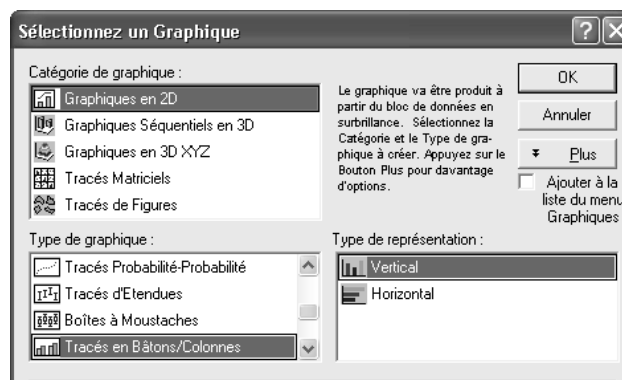 Sélectionnez un Graphique
Catégorie de graphique :
Graphiques en 2D
Graphiques Séquentiels en 3D
Graphiques en 3D XYZ
Tracés Matriciels
Tracés de Figures
Le graphique va être produit à
partir du bloc de données en
surbrillance. Sélectionnez la
Catégorie et le Type de gra-
phique à créer. Appuyez sur le
Bouton Plus pour davantage
d'options.
OK
Annuler
Plus
Ajouter à la
liste du menu
Graphiques
Type de graphique :
Tracés Probabilité-Probabilité
Tracés d'Etendues
Boîtes à Moustaches
Tracés en Bâtons/Colonnes
Type de représentation :
Vertical
Horizontal